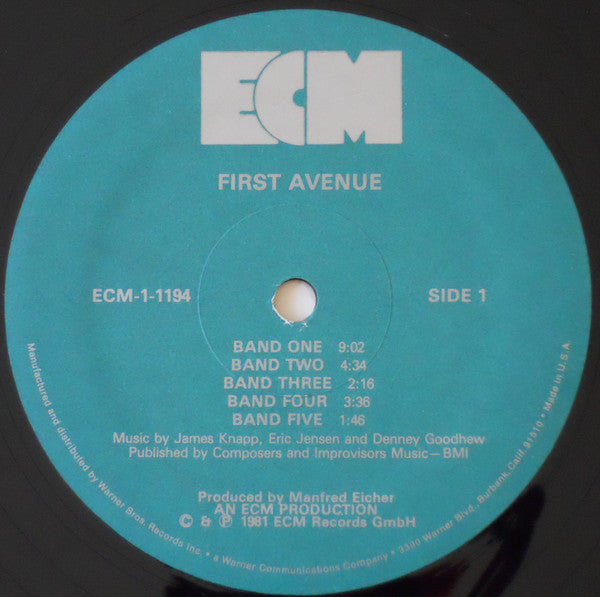 ECM
FIRST AVENUE
ECM-1-1194
SIDE 1
BAND ONE 9:02
BAND TWO 4:34
BAND THREE 2:16
BAND FOUR 3:36
BAND FIVE 1:46
Music by James Knapp, Eric Jensen and Denney Goodhew
Published by Composers and Improvisors Music—BMI
Produced by Manfred Eicher
AN ECM PRODUCTION
© & ℗ 1981 ECM Records GmbH
Manufactured and distributed by Warner Bros. Records Inc. • a Warner Communications Company • 3300 Warner Blvd., Burbank, Calif. 91510 • Made in U.S.A.